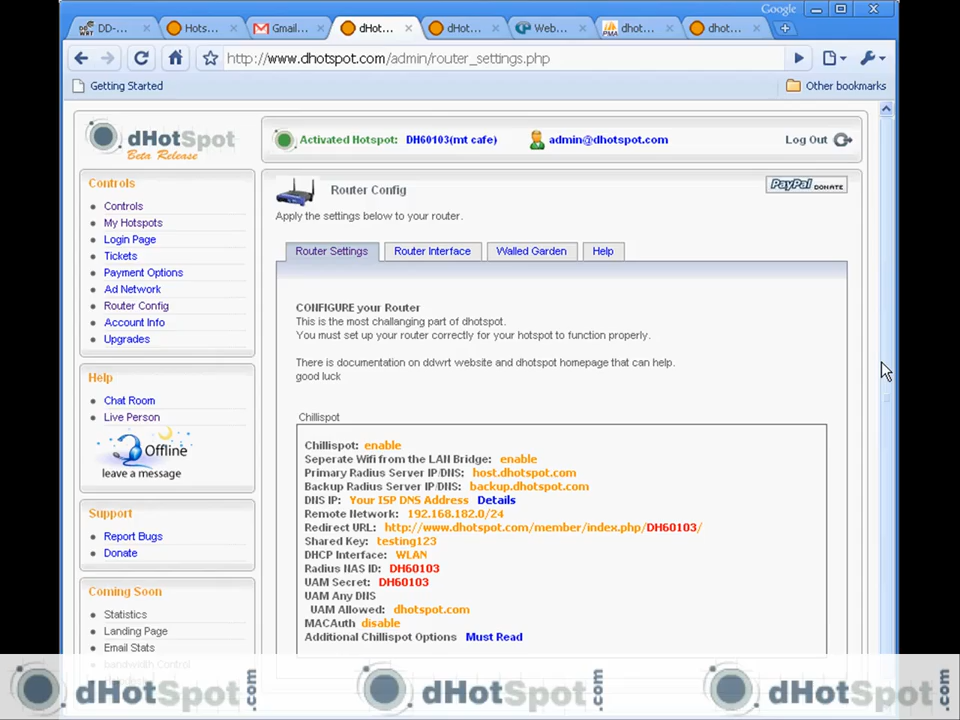 Google
DD-...
Hots...
Gmail...
dHot...
dHot...
Web...
dhot...
dhot...
http://www.dhotspot.com/admin/router_settings.php
Getting Started
Other bookmarks
dHotSpot
Beta Release
Activated Hotspot: DH60103(mt cafe)
admin@dhotspot.com
Log Out
Controls
Controls
My Hotspots
Login Page
Tickets
Payment Options
Ad Network
Router Config
Account Info
Upgrades
Help
Chat Room
Live Person
Offline
leave a message
Support
Report Bugs
Donate
Coming Soon
Statistics
Landing Page
Email Stats
bandwidth Control
Router Config
PayPal DONATE
Apply the settings below to your router.
Router Settings
Router Interface
Walled Garden
Help
CONFIGURE your Router
This is the most challanging part of dhotspot.
You must set up your router correctly for your hotspot to function properly.
There is documentation on ddwrt website and dhotspot homepage that can help.
good luck
Chillispot
Chillispot: enable
Seperate Wifi from the LAN Bridge: enable
Primary Radius Server IP/DNS: host.dhotspot.com
Backup Radius Server IP/DNS: backup.dhotspot.com
DNS IP: Your ISP DNS Address Details
Remote Network: 192.168.182.0/24
Redirect URL: http://www.dhotspot.com/member/index.php/DH60103/
Shared Key: testing123
DHCP Interface: WLAN
Radius NAS ID: DH60103
UAM Secret: DH60103
UAM Any DNS
UAM Allowed: dhotspot.com
MACAuth disable
Additional Chillispot Options Must Read
dHotSpot.com
dHotSpot.com
dHotSpot.com